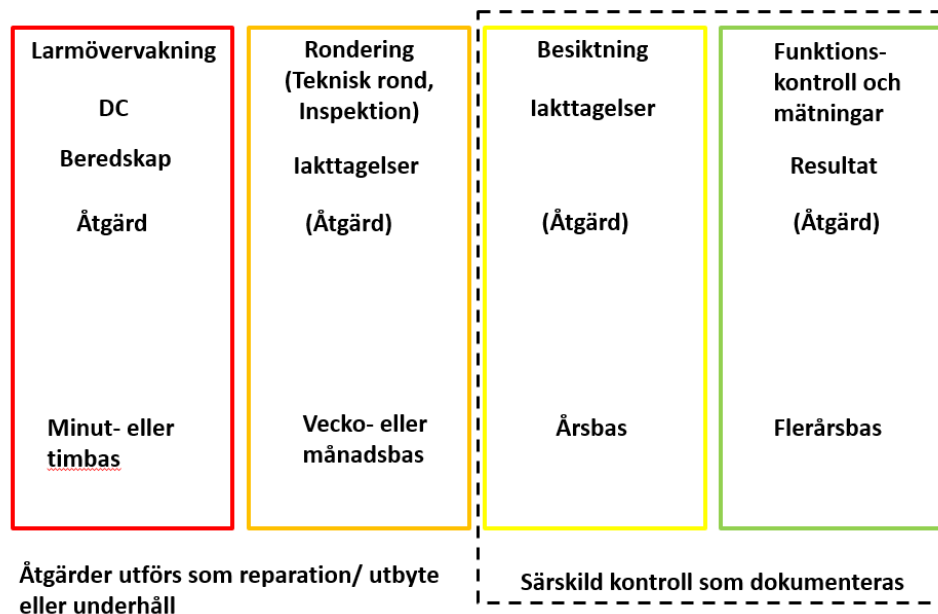 Larmövervakning
DC
Beredskap
Åtgärd
Minut- eller
timbas
Rondering
(Teknisk rond,
Inspektion)
Iakttagelser
(Åtgärd)
Vecko- eller
månadsbas
Besiktning
Iakttagelser
(Åtgärd)
Årsbas
Funktions-
kontroll och
mätningar
Resultat
(Åtgärd)
Flerårsbas
Åtgärder utförs som reparation/ utbyte
eller underhåll
Särskild kontroll som dokumenteras